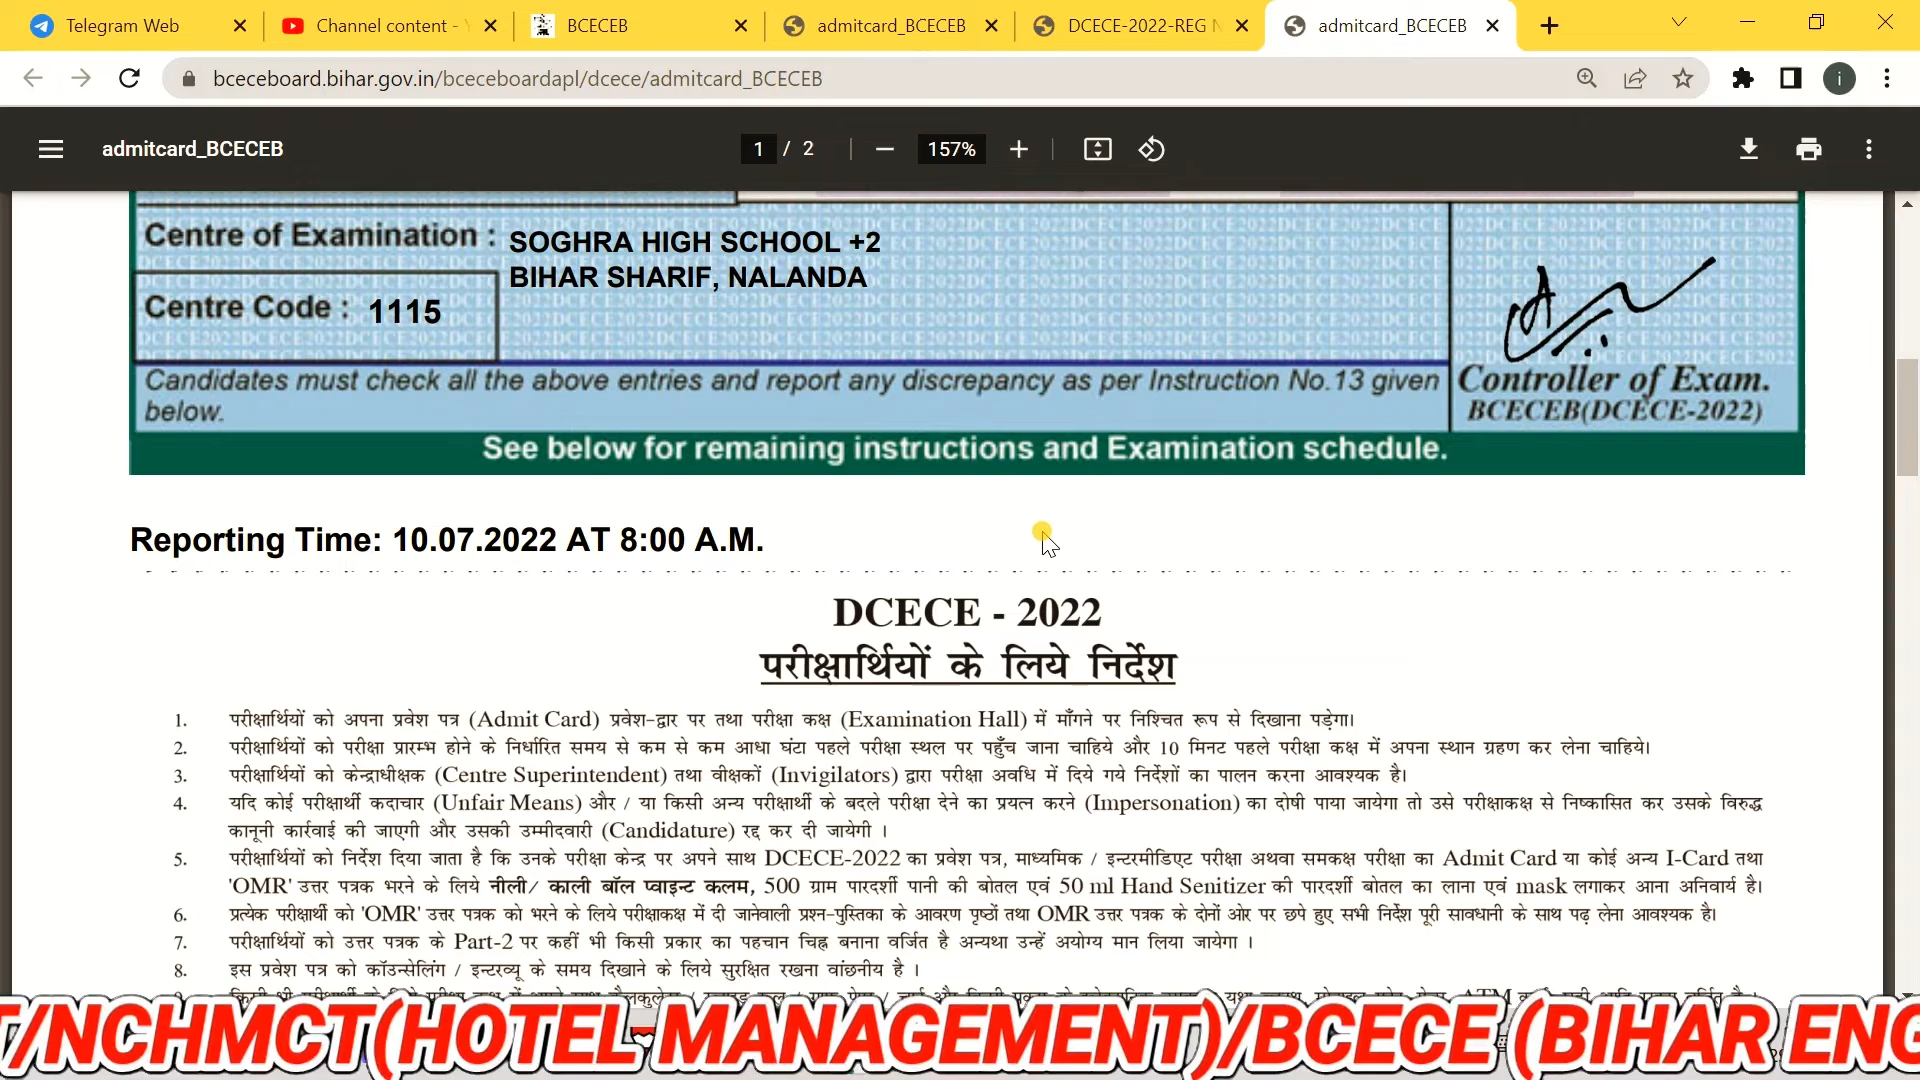 Telegram Web
Channel content -
BCECEB
admitcard_BCECEB
DCECE-2022-REG N
admitcard_BCECEB
bceceboard.bihar.gov.in/bceceboardapl/dcece/admitcard_BCECEB
i
admitcard_BCECEB
1 / 2
157%
Centre of Examination : SOGHRA HIGH SCHOOL +2
BIHAR SHARIF, NALANDA
Centre Code : 1115
Candidates must check all the above entries and report any discrepancy as per Instruction No.13 given
below.
Controller of Exam.
BCECEB(DCECE-2022)
See below for remaining instructions and Examination schedule.
Reporting Time: 10.07.2022 AT 8:00 A.M.
DCECE - 2022
परीक्षार्थियों के लिये निर्देश
1. परीक्षार्थियों को अपना प्रवेश पत्र (Admit Card) प्रवेश-द्वार पर तथा परीक्षा कक्ष (Examination Hall) में माँगने पर निश्चित रूप से दिखाना पड़ेगा।
2. परीक्षार्थियों को परीक्षा प्रारम्भ होने के निर्धारित समय से कम से कम आधा घंटा पहले परीक्षा स्थल पर पहुँच जाना चाहिये और 10 मिनट पहले परीक्षा कक्ष में अपना स्थान ग्रहण कर लेना चाहिये।
3. परीक्षार्थियों को केन्द्राधीक्षक (Centre Superintendent) तथा वीक्षकों (Invigilators) द्वारा परीक्षा अवधि में दिये गये निर्देशों का पालन करना आवश्यक है।
4. यदि कोई परीक्षार्थी कदाचार (Unfair Means) और / या किसी अन्य परीक्षार्थी के बदले परीक्षा देने का प्रयत्न करने (Impersonation) का दोषी पाया जायेगा तो उसे परीक्षाकक्ष से निष्कासित कर उसके विरुद्ध
कानूनी कार्रवाई की जाएगी और उसकी उम्मीदवारी (Candidature) रद्द कर दी जायेगी ।
5. परीक्षार्थियों को निर्देश दिया जाता है कि उनके परीक्षा केन्द्र पर अपने साथ DCECE-2022 का प्रवेश पत्र, माध्यमिक / इन्टरमीडिएट परीक्षा अथवा समकक्ष परीक्षा का Admit Card या कोई अन्य I-Card तथा
'OMR' उत्तर पत्रक भरने के लिये नीली/ काली बॉल प्वाइन्ट कलम, 500 ग्राम पारदर्शी पानी की बोतल एवं 50 ml Hand Senitizer की पारदर्शी बोतल का लाना एवं mask लगाकर आना अनिवार्य है।
6. प्रत्येक परीक्षार्थी को 'OMR' उत्तर पत्रक को भरने के लिये परीक्षाकक्ष में दी जानेवाली प्रश्न-पुस्तिका के आवरण पृष्ठों तथा OMR उत्तर पत्रक के दोनों ओर पर छपे हुए सभी निर्देश पूरी सावधानी के साथ पढ़ लेना आवश्यक है।
7. परीक्षार्थियों को उत्तर पत्रक के Part-2 पर कहीं भी किसी प्रकार का पहचान चिह्न बनाना वर्जित है अन्यथा उन्हें अयोग्य मान लिया जायेगा ।
8. इस प्रवेश पत्र को कॉउन्सेलिंग / इन्टरव्यू के समय दिखाने के लिये सुरक्षित रखना वांछनीय है ।
T/NCHMCT(HOTEL MANAGEMENT)/BCECE (BIHAR ENG